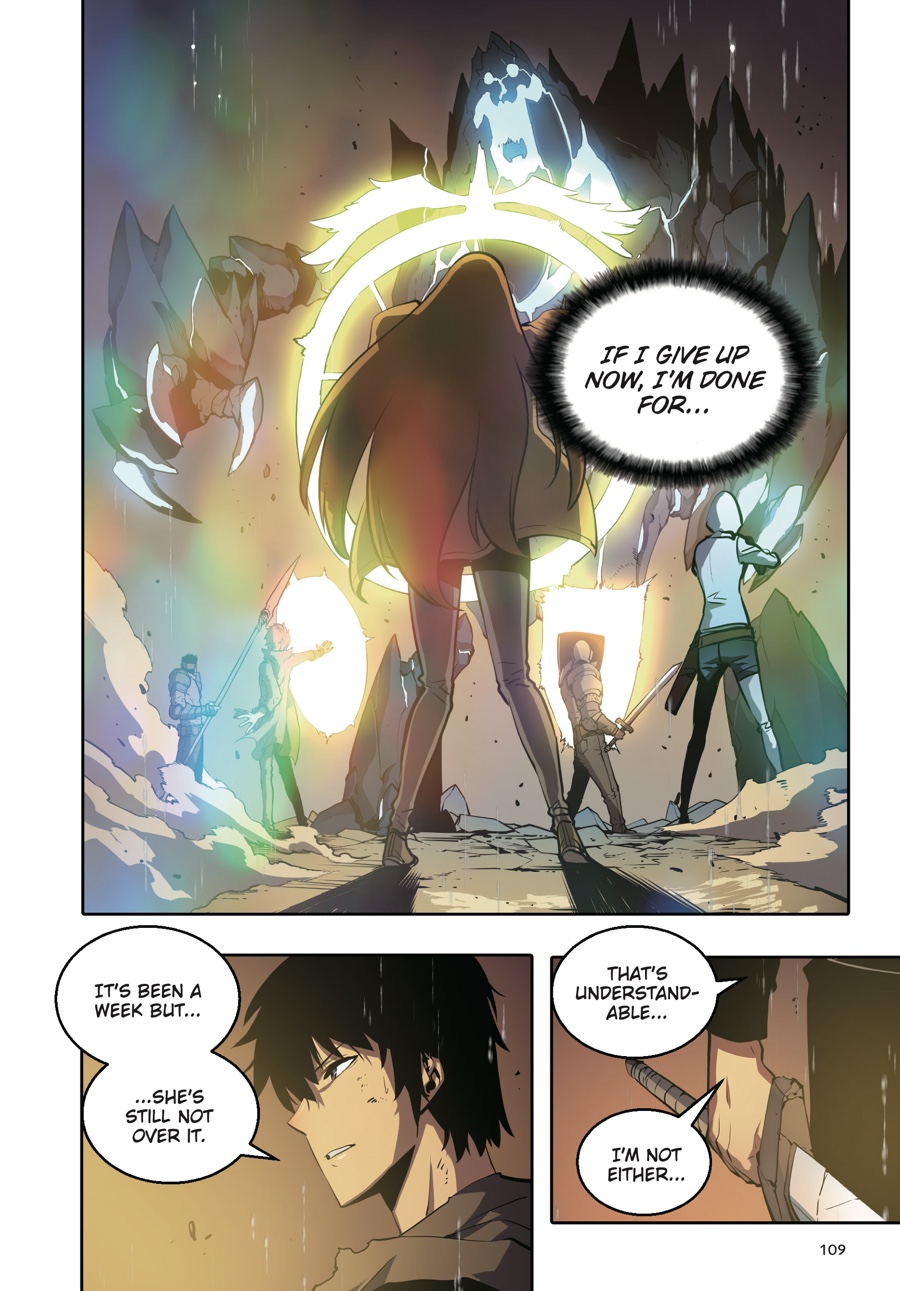 IF I GIVE UP
NOW, I'M DONE
FOR...
IT'S BEEN A
WEEK BUT...
...SHE'S
STILL NOT
OVER IT.
THAT'S
UNDERSTAND-
ABLE...
I'M NOT
EITHER...
109